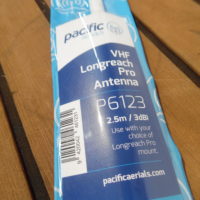 pacific
VHF
Longreach
Pro
Antenna
P6123
2.5m / 3dBi
Use with your
choice of
Longreach Pro
mount.
pacificaerials.com